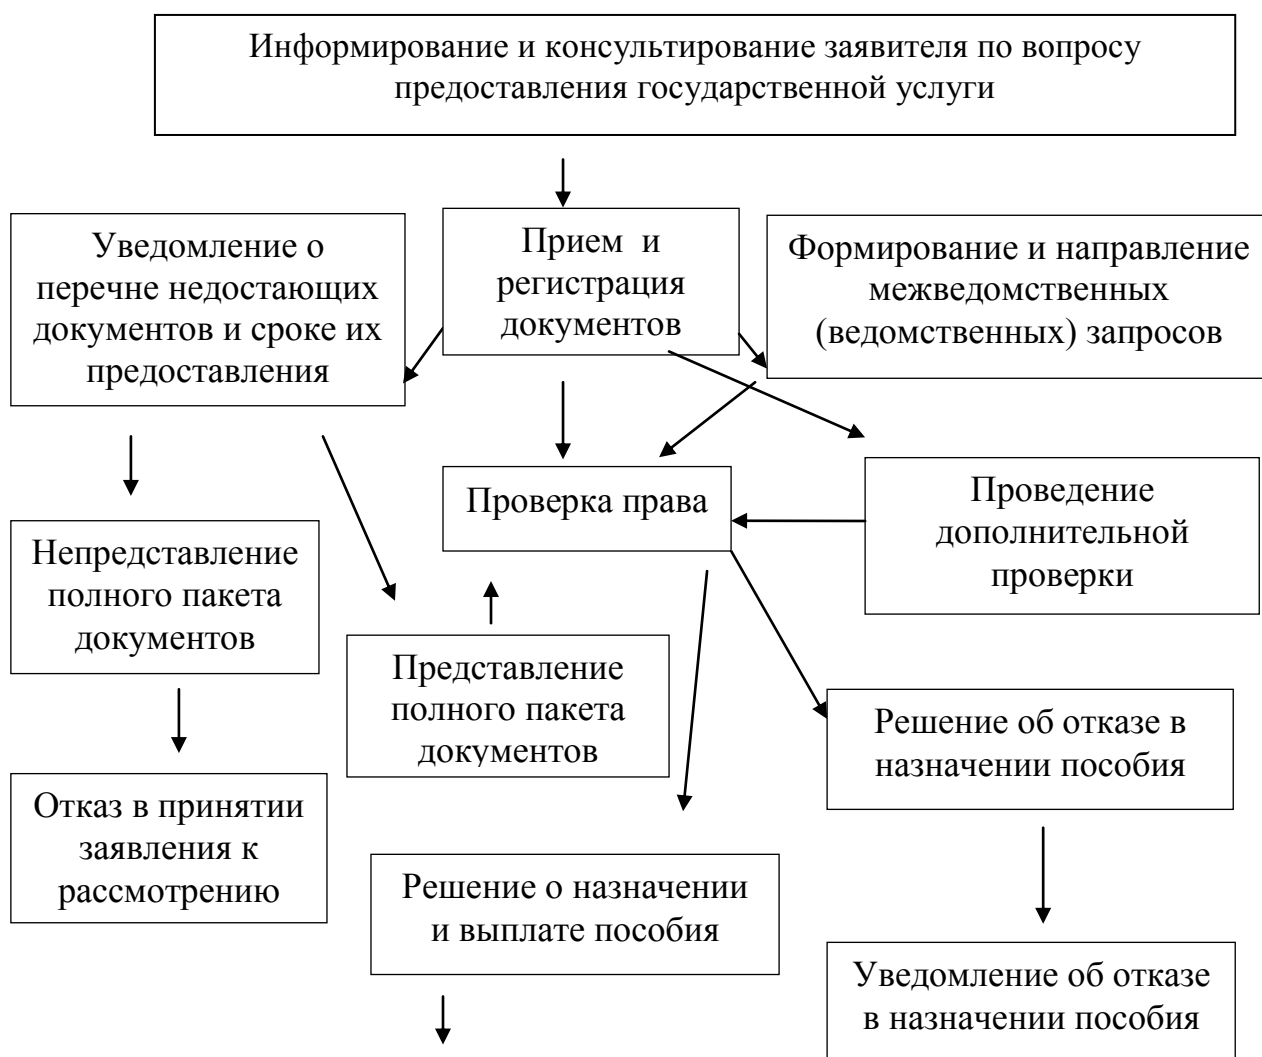 Информирование и консультирование заявителя по вопросу
предоставления государственной услуги
Уведомление о
перечне недостающих
документов и сроке их
предоставления
Прием и
регистрация
документов
Формирование и направление
межведомственных
(ведомственных) запросов
Проверка права
Проведение
дополнительной
проверки
Непредставление
полного пакета
документов
Представление
полного пакета
документов
Решение об отказе в
назначении пособия
Отказ в принятии
заявления к
рассмотрению
Решение о назначении
и выплате пособия
Уведомление об отказе
в назначении пособия